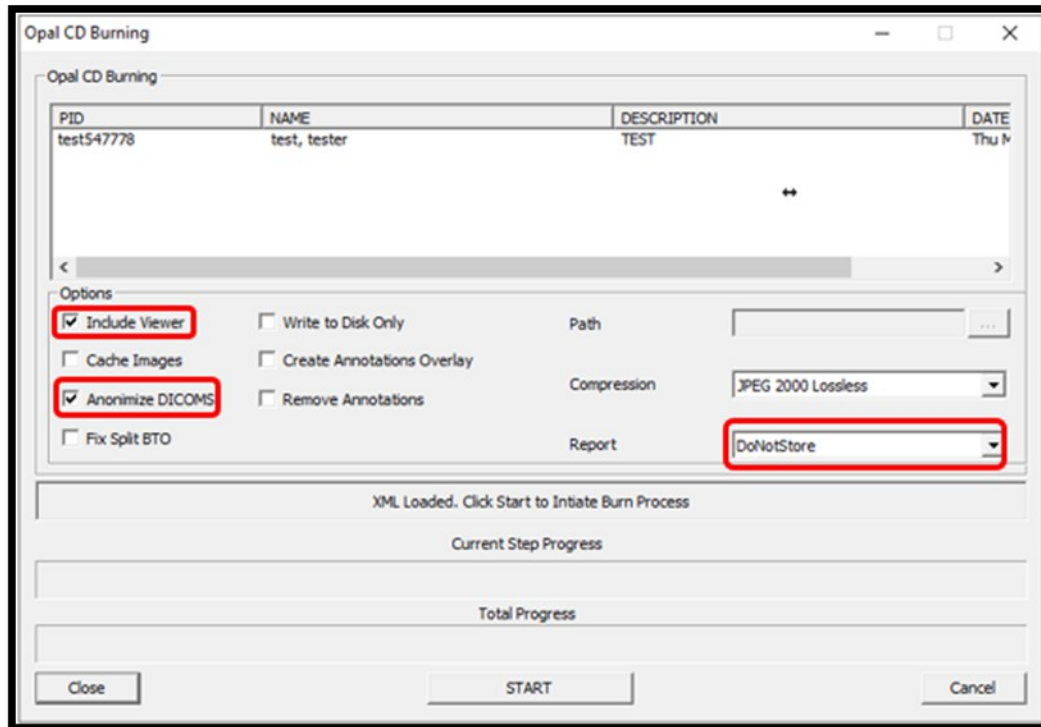 Opal CD Burning
Opal CD Burning
PID NAME DESCRIPTION DATE
test547778 test, tester TEST Thu M
Options
Include Viewer Write to Disk Only Path ...
Cache Images Create Annotations Overlay
Compression JPEG 2000 Lossless
Anonimize DICOMS Remove Annotations
Fix Split BTO Report DoNotStore
XML Loaded. Click Start to Intiate Burn Process
Current Step Progress
Total Progress
Close START Cancel